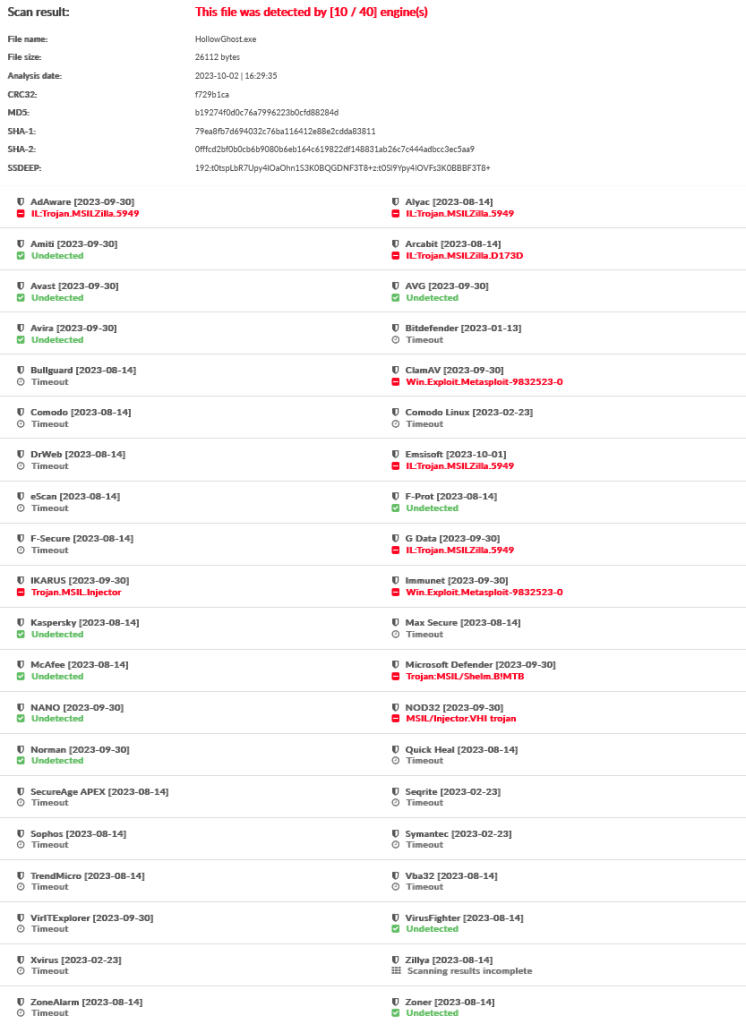 Scan result: This file was detected by [10 / 40] engine(s)
File name: HollowGhost.exe
File size: 26112 bytes
Analysis date: 2023-10-02 | 16:29:35
CRC32: f729b1ca
MD5: b19274f0d0c76a7996223b0cfd88284d
SHA-1: 79ea8fb7d694032c76ba116412e88e2cdda83811
SHA-2: 0fffcd2bf0b0cb6b9080b6eb164c619822df148831ab26c7c444adbcc3ec5aa9
SSDEEP: 192:t0tspLbR7Upy4lOaOhn1S3K0BQGDNF3T8+z:t0Sl9Ypy4lOVFs3K0BBBF3T8+
AdAware [2023-09-30] Alyac [2023-08-14]
IL:Trojan.MSILZilla.5949 IL:Trojan.MSILZilla.5949
Amiti [2023-09-30] Arcabit [2023-08-14]
Undetected IL:Trojan.MSILZilla.D173D
Avast [2023-09-30] AVG [2023-09-30]
Undetected Undetected
Avira [2023-09-30] Bitdefender [2023-01-13]
Undetected Timeout
Bullguard [2023-08-14] ClamAV [2023-09-30]
Timeout Win.Exploit.Metasploit-9832523-0
Comodo [2023-08-14] Comodo Linux [2023-02-23]
Timeout Timeout
DrWeb [2023-08-14] Emsisoft [2023-10-01]
Timeout IL:Trojan.MSILZilla.5949
eScan [2023-08-14] F-Prot [2023-08-14]
Timeout Undetected
F-Secure [2023-08-14] G Data [2023-09-30]
Timeout IL:Trojan.MSILZilla.5949
IKARUS [2023-09-30] Immunet [2023-09-30]
Trojan.MSIL.Injector Win.Exploit.Metasploit-9832523-0
Kaspersky [2023-08-14] Max Secure [2023-08-14]
Undetected Timeout
McAfee [2023-08-14] Microsoft Defender [2023-09-30]
Undetected Trojan:MSIL/Shelm.B!MTB
NANO [2023-09-30] NOD32 [2023-09-30]
Undetected MSIL/Injector.VHI trojan
Norman [2023-09-30] Quick Heal [2023-08-14]
Undetected Timeout
SecureAge APEX [2023-08-14] Seqrite [2023-02-23]
Timeout Timeout
Sophos [2023-08-14] Symantec [2023-02-23]
Timeout Timeout
TrendMicro [2023-08-14] Vba32 [2023-08-14]
Timeout Timeout
VirITExplorer [2023-09-30] VirusFighter [2023-08-14]
Timeout Undetected
Xvirus [2023-02-23] Zillya [2023-08-14]
Timeout Scanning results incomplete
ZoneAlarm [2023-08-14] Zoner [2023-08-14]
Timeout Undetected